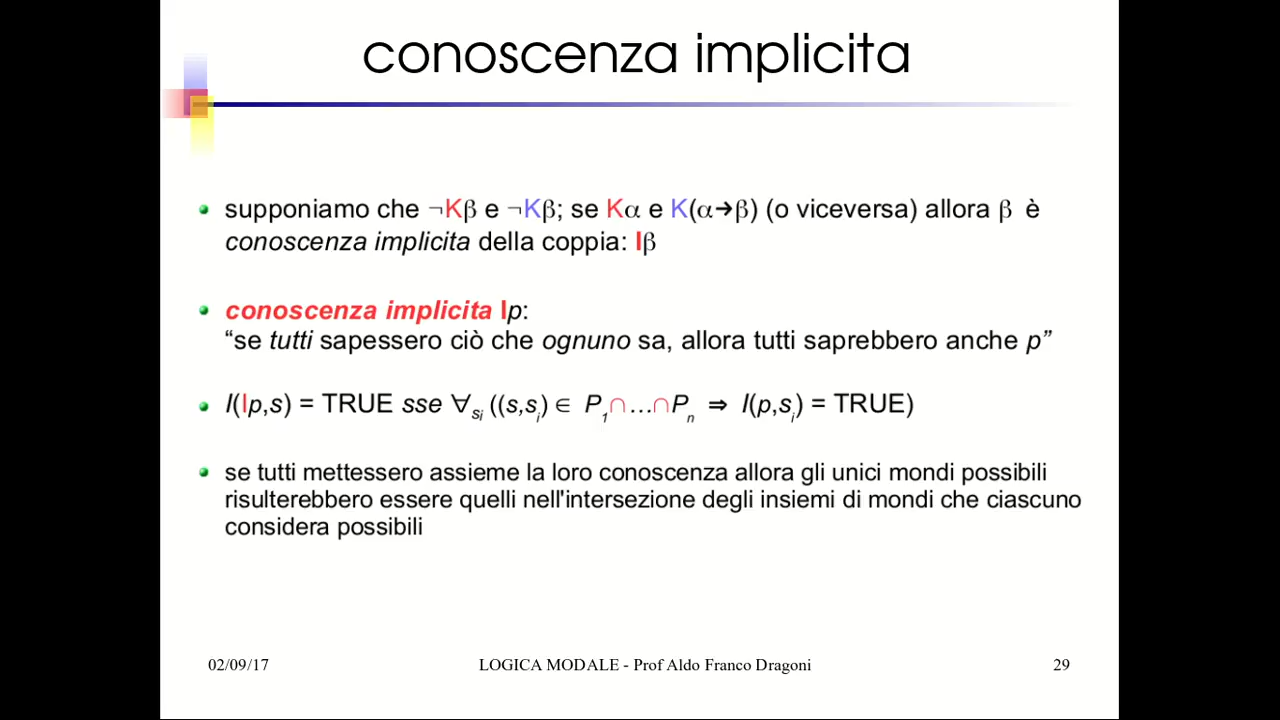 conoscenza implicita
supponiamo che ¬Kβ e ¬Kβ; se Kα e K(α→β) (o viceversa) allora β è
conoscenza implicita della coppia: Iβ
conoscenza implicita Ip:
“se tutti sapessero ciò che ognuno sa, allora tutti saprebbero anche p”
I(Ip,s) = TRUE sse ∀si ((s,si) ∈ P1∩...∩Pn ⇒ I(p,si) = TRUE)
se tutti mettessero assieme la loro conoscenza allora gli unici mondi possibili
risulterebbero essere quelli nell'intersezione degli insiemi di mondi che ciascuno
considera possibili
02/09/17 LOGICA MODALE - Prof Aldo Franco Dragoni 29